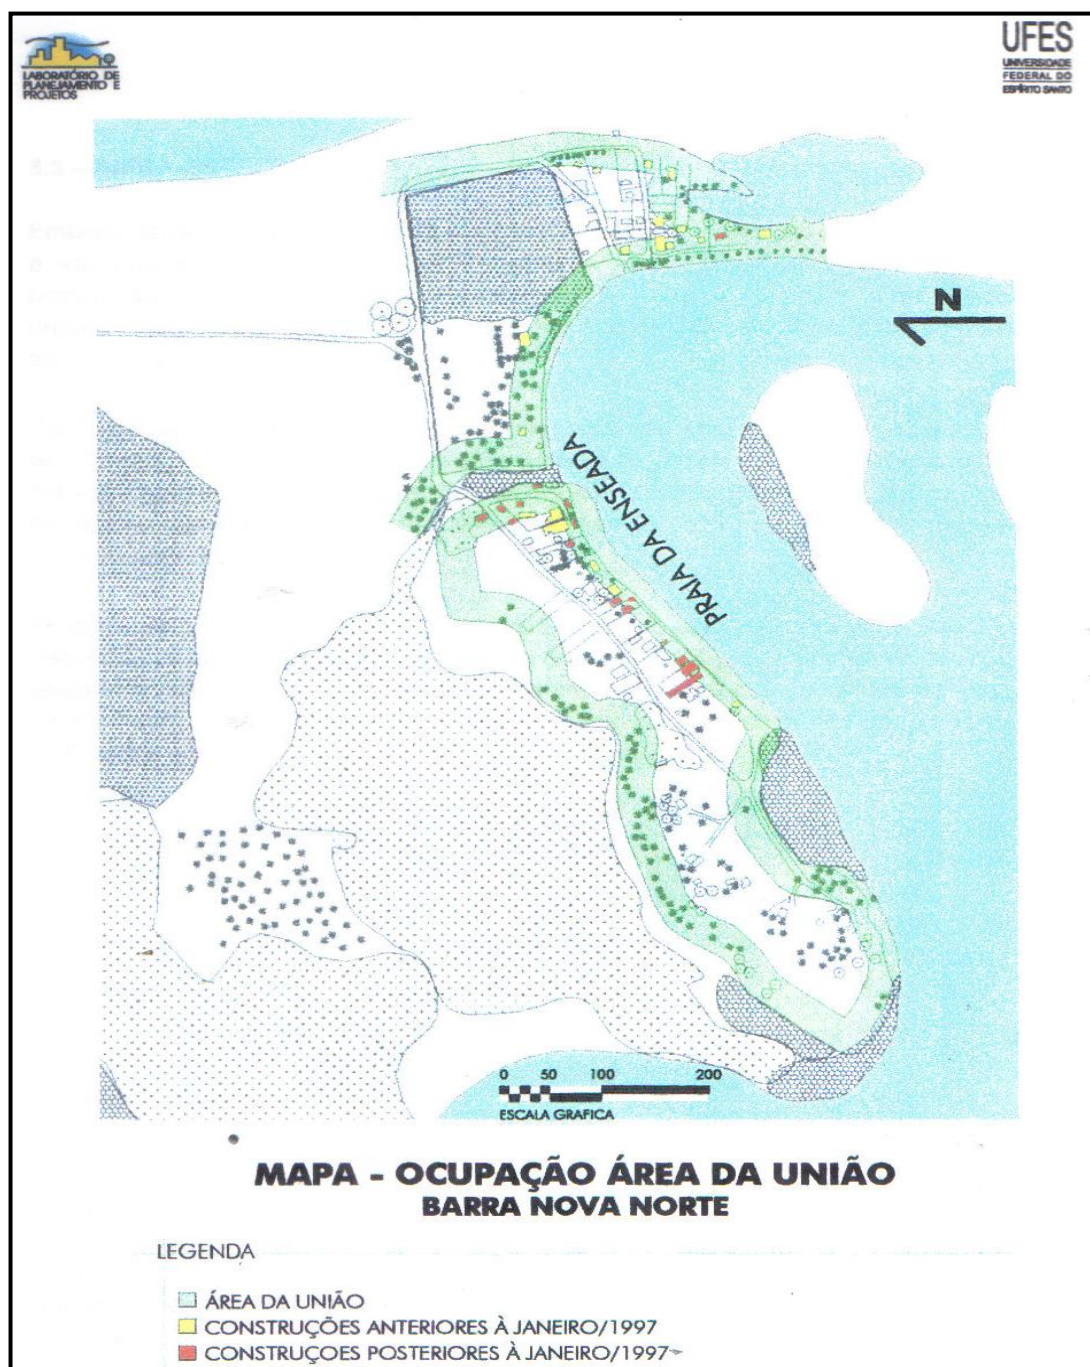 LABORATÓRIO DE
PLANEJAMENTO E
PROJETOS
UFES
UNIVERSIDADE
FEDERAL DO
ESPÍRITO SANTO
N
PRAIA DA ENSEADA
0 50 100 200
ESCALA GRAFICA
MAPA - OCUPAÇÃO ÁREA DA UNIÃO
BARRA NOVA NORTE
LEGENDA
ÁREA DA UNIÃO
CONSTRUÇÕES ANTERIORES À JANEIRO/1997
CONSTRUÇOES POSTERIORES À JANEIRO/1997